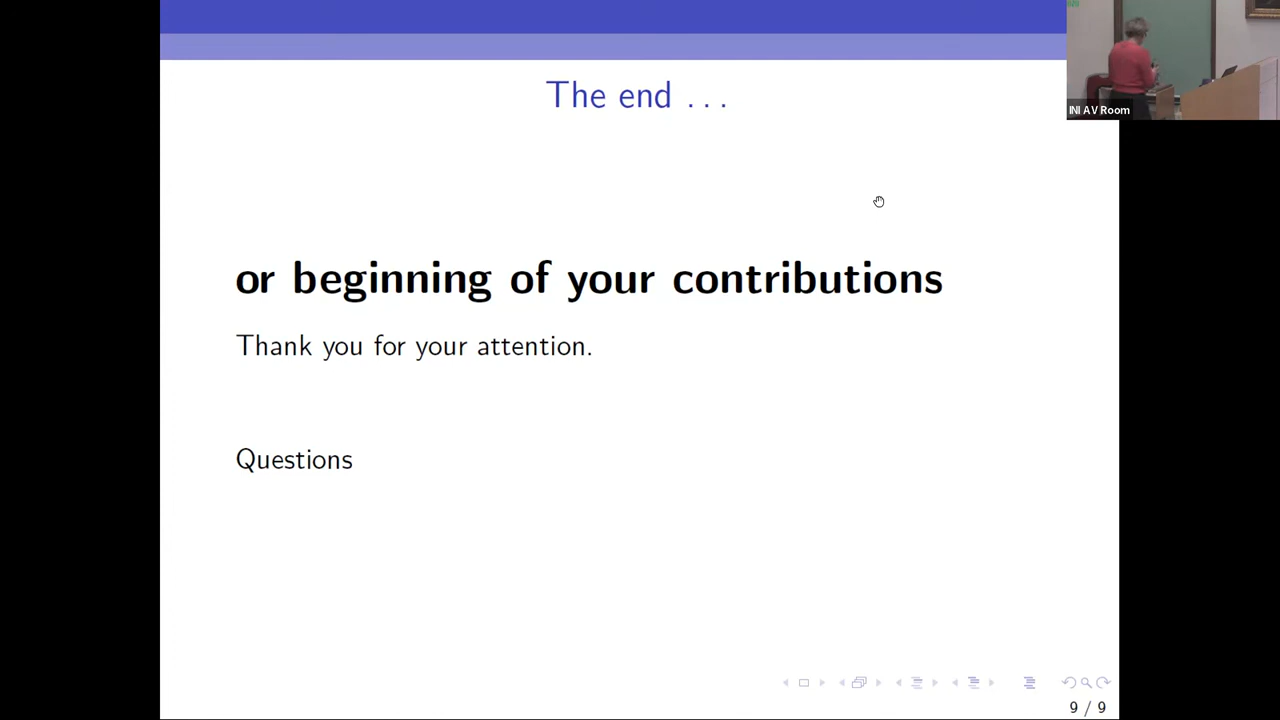 The end ...
INI AV Room
or beginning of your contributions
Thank you for your attention.
Questions
9 / 9